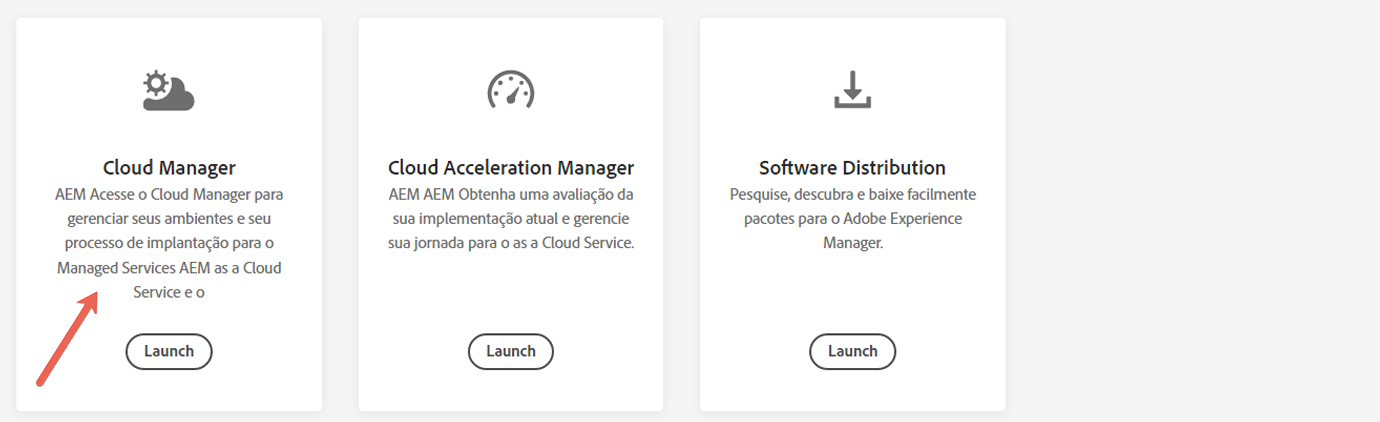 Cloud Manager
AEM Acesse o Cloud Manager para
gerenciar seus ambientes e seu
processo de implantação para o
Managed Services AEM as a Cloud
Service e o
Launch
Cloud Acceleration Manager
AEM AEM Obtenha uma avaliação da
sua implementação atual e gerencie
sua jornada para o as a Cloud Service.
Launch
Software Distribution
Pesquise, descubra e baixe facilmente
pacotes para o Adobe Experience
Manager.
Launch